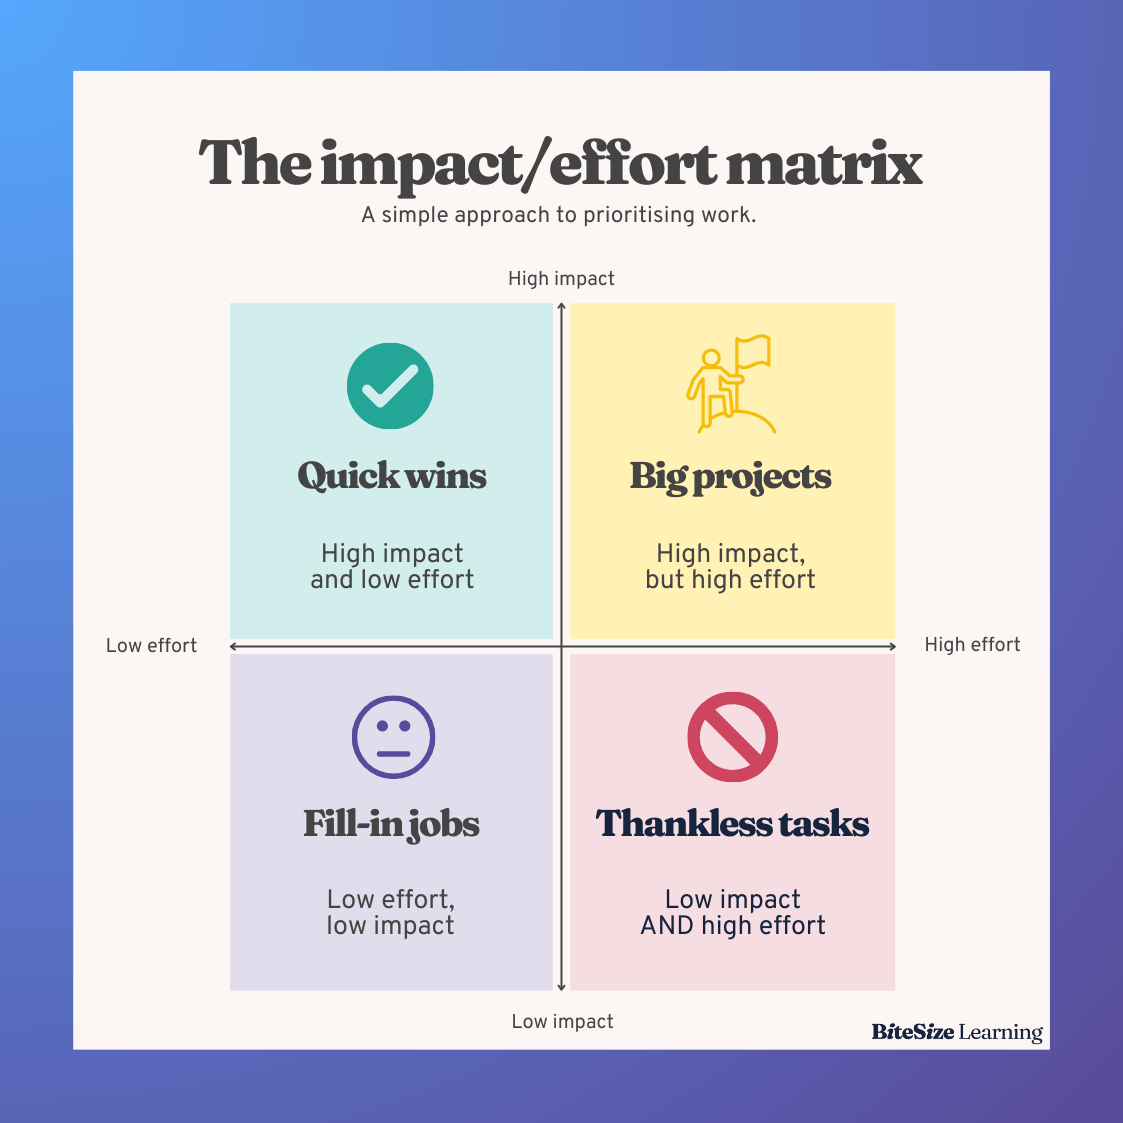 The impact/effort matrix
A simple approach to prioritising work.
High impact
Quick wins
High impact
and low effort
Big projects
High impact,
but high effort
Low effort
High effort
Fill-in jobs
Low effort,
low impact
Thankless tasks
Low impact
AND high effort
Low impact
BiteSize Learning